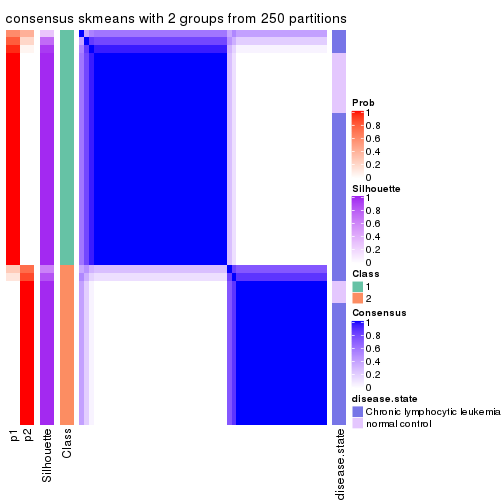 consensus skmeans with 2 groups from 250 partitions
Prob
1
0.8
0.6
0.4
0.2
0
Silhouette
1
0.8
0.6
0.4
0.2
0
Class
1
2
Consensus
1
0.8
0.6
0.4
0.2
0
disease.state
Chronic lymphocytic leukemia
normal control
p1
p2
Silhouette
Class
disease.state